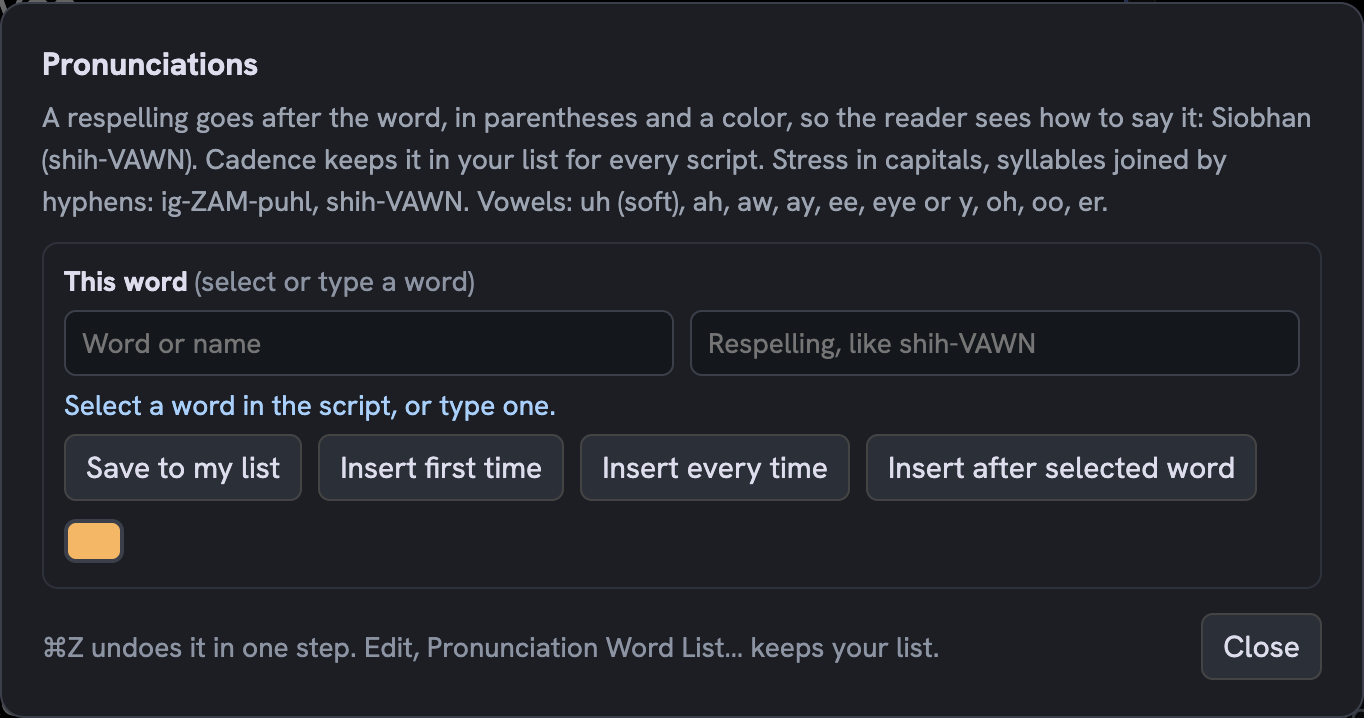 Pronunciations
A respelling goes after the word, in parentheses and a color, so the reader sees how to say it: Siobhan
(shih-VAWN). Cadence keeps it in your list for every script. Stress in capitals, syllables joined by
hyphens: ig-ZAM-puhl, shih-VAWN. Vowels: uh (soft), ah, aw, ay, ee, eye or y, oh, oo, er.
This word (select or type a word)
Word or name Respelling, like shih-VAWN
Select a word in the script, or type one.
Save to my list Insert first time Insert every time Insert after selected word
⌘Z undoes it in one step. Edit, Pronunciation Word List... keeps your list. Close